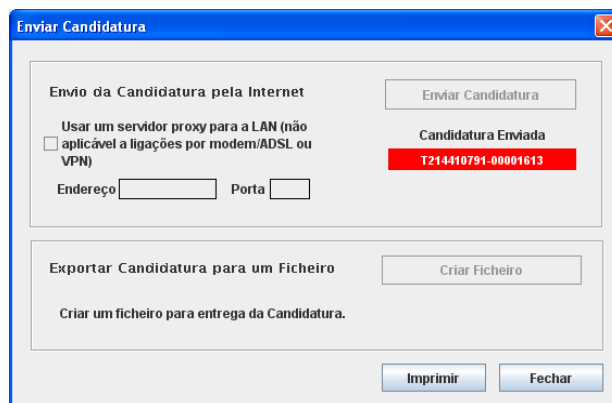 Enviar Candidatura
Envio da Candidatura pela Internet
Enviar Candidatura
Usar um servidor proxy para a LAN (não
aplicável a ligações por modem/ADSL ou
VPN)
Candidatura Enviada
T214410791-00001613
Endereço
Porta
Exportar Candidatura para um Ficheiro
Criar Ficheiro
Criar um ficheiro para entrega da Candidatura.
Imprimir
Fechar